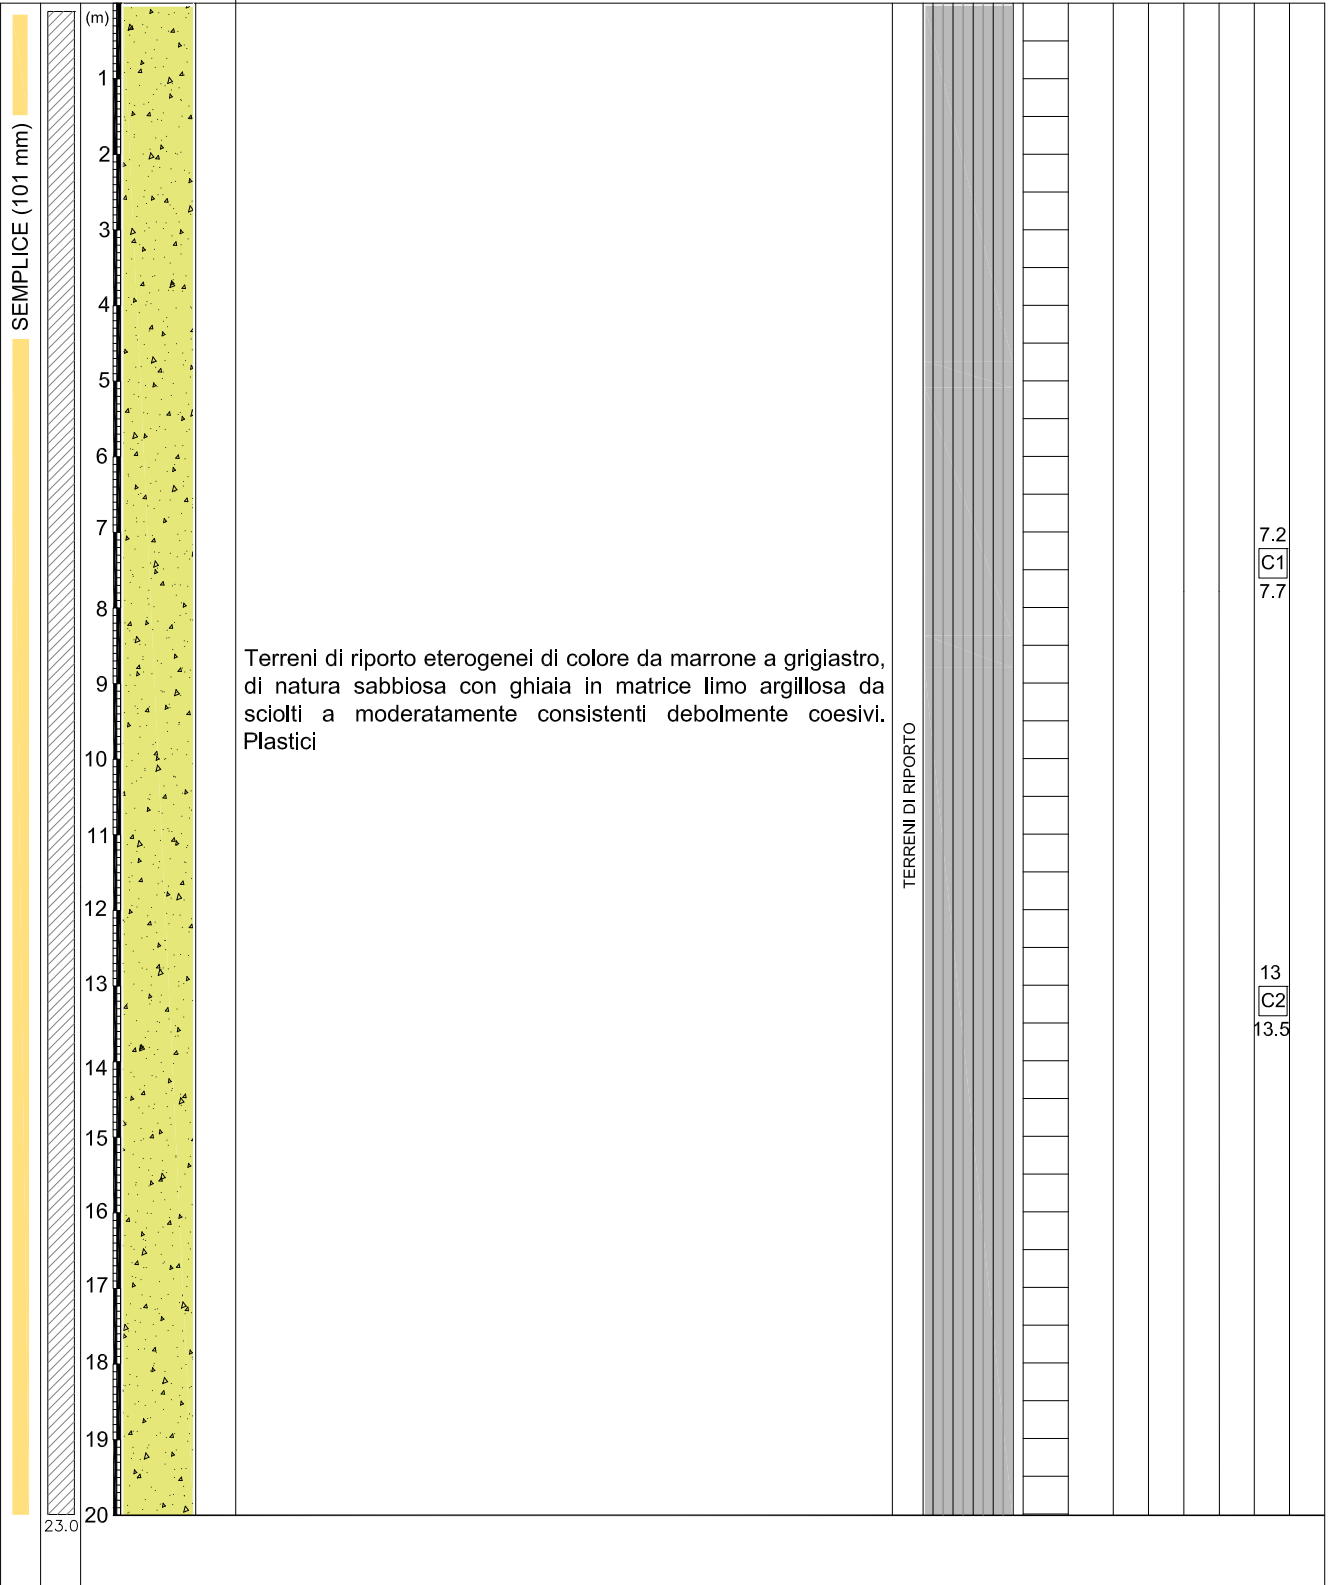 (m)
SEMPLICE (101 mm)
1
2
3
4
5
6
7
8
9
10
11
12
13
14
15
16
17
18
19
20
23.0
Terreni di riporto eterogenei di colore da marrone a grigiastro,
di natura sabbiosa con ghiaia in matrice limo argillosa da
sciolti a moderatamente consistenti debolmente coesivi.
Plastici
TERRENI DI RIPORTO
7.2
C1
7.7
13
C2
13.5